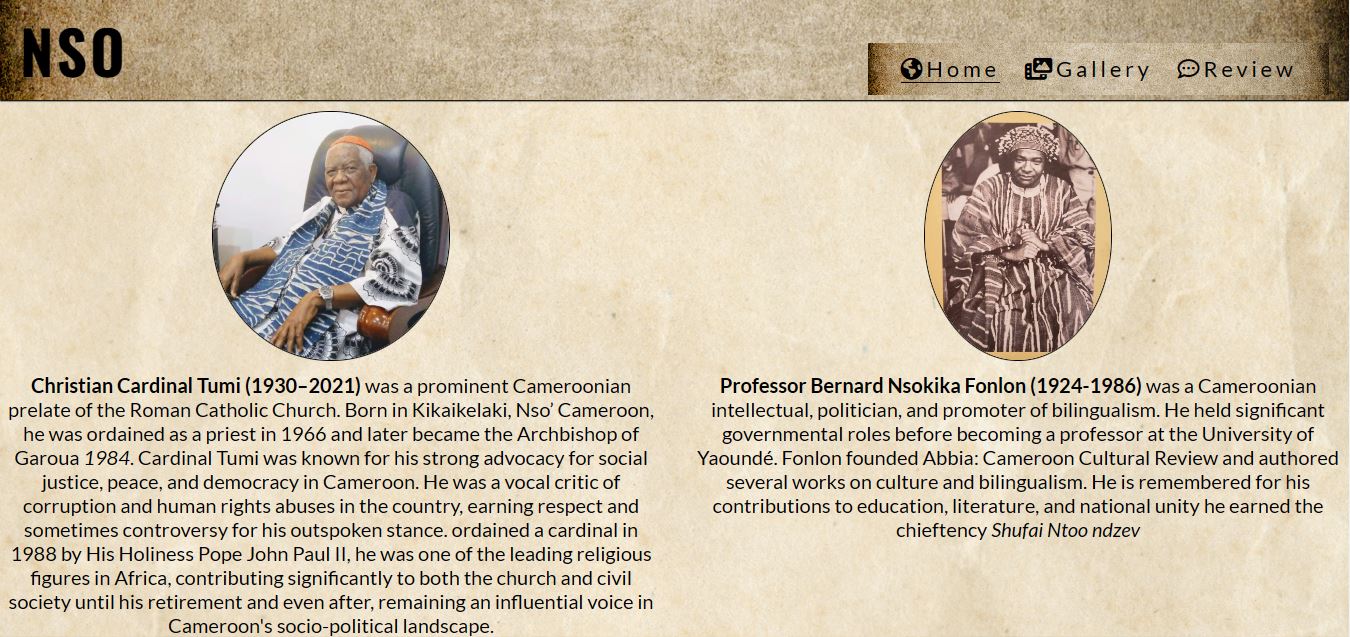 NSO
Home Gallery Review
Christian Cardinal Tumi (1930–2021) was a prominent Cameroonian
prelate of the Roman Catholic Church. Born in Kikaikelaki, Nso’ Cameroon,
he was ordained as a priest in 1966 and later became the Archbishop of
Garoua 1984. Cardinal Tumi was known for his strong advocacy for social
justice, peace, and democracy in Cameroon. He was a vocal critic of
corruption and human rights abuses in the country, earning respect and
sometimes controversy for his outspoken stance. ordained a cardinal in
1988 by His Holiness Pope John Paul II, he was one of the leading religious
figures in Africa, contributing significantly to both the church and civil
society until his retirement and even after, remaining an influential voice in
Cameroon's socio-political landscape.
Professor Bernard Nsokika Fonlon (1924-1986) was a Cameroonian
intellectual, politician, and promoter of bilingualism. He held significant
governmental roles before becoming a professor at the University of
Yaoundé. Fonlon founded Abbia: Cameroon Cultural Review and authored
several works on culture and bilingualism. He is remembered for his
contributions to education, literature, and national unity he earned the
chieftency Shufai Ntoo ndzev